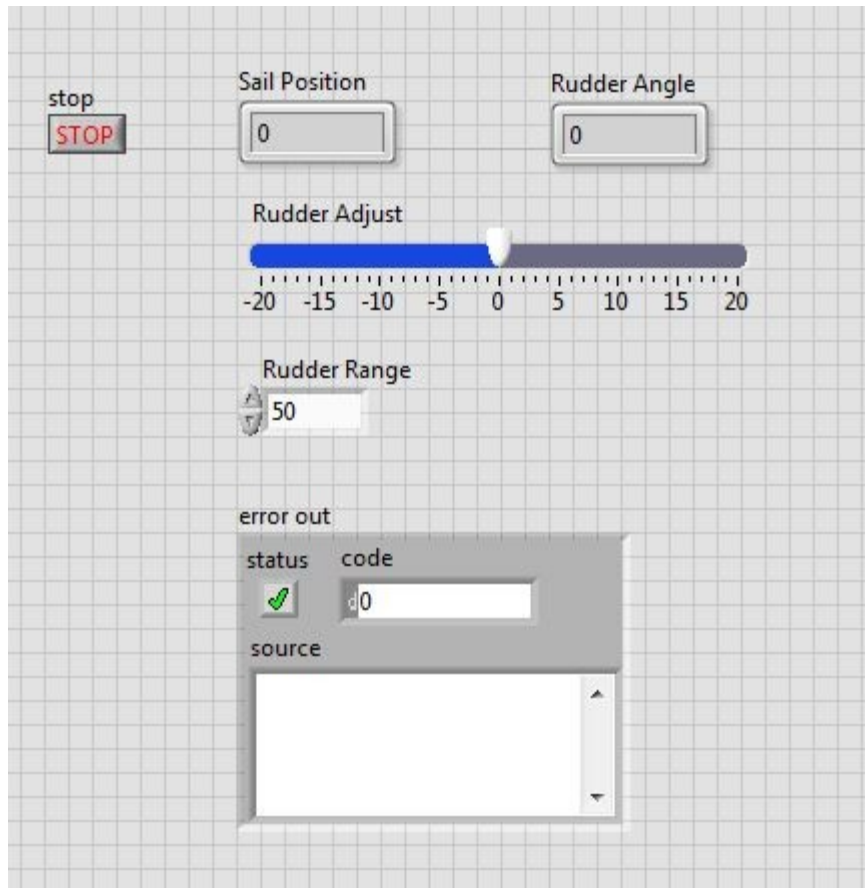 stop
STOP
Sail Position
0
Rudder Angle
0
Rudder Adjust
-20 -15 -10 -5 0 5 10 15 20
Rudder Range
50
error out
status code
d0
source